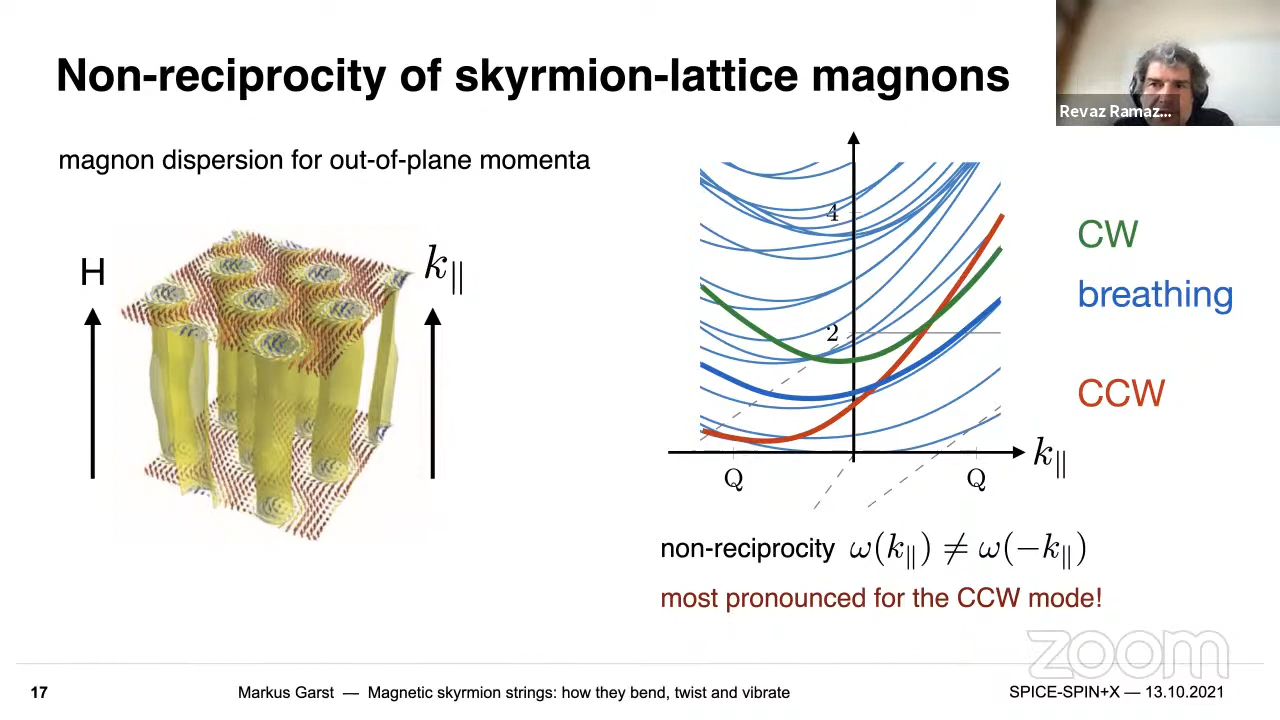 Non-reciprocity of skyrmion-lattice magnons
Revaz Ramaz...
magnon dispersion for out-of-plane momenta
H
k∥
4
2
Q
Q
k∥
CW
breathing
CCW
non-reciprocity ω(k∥) ≠ ω(−k∥)
most pronounced for the CCW mode!
zoom
17
Markus Garst — Magnetic skyrmion strings: how they bend, twist and vibrate
SPICE-SPIN+X — 13.10.2021